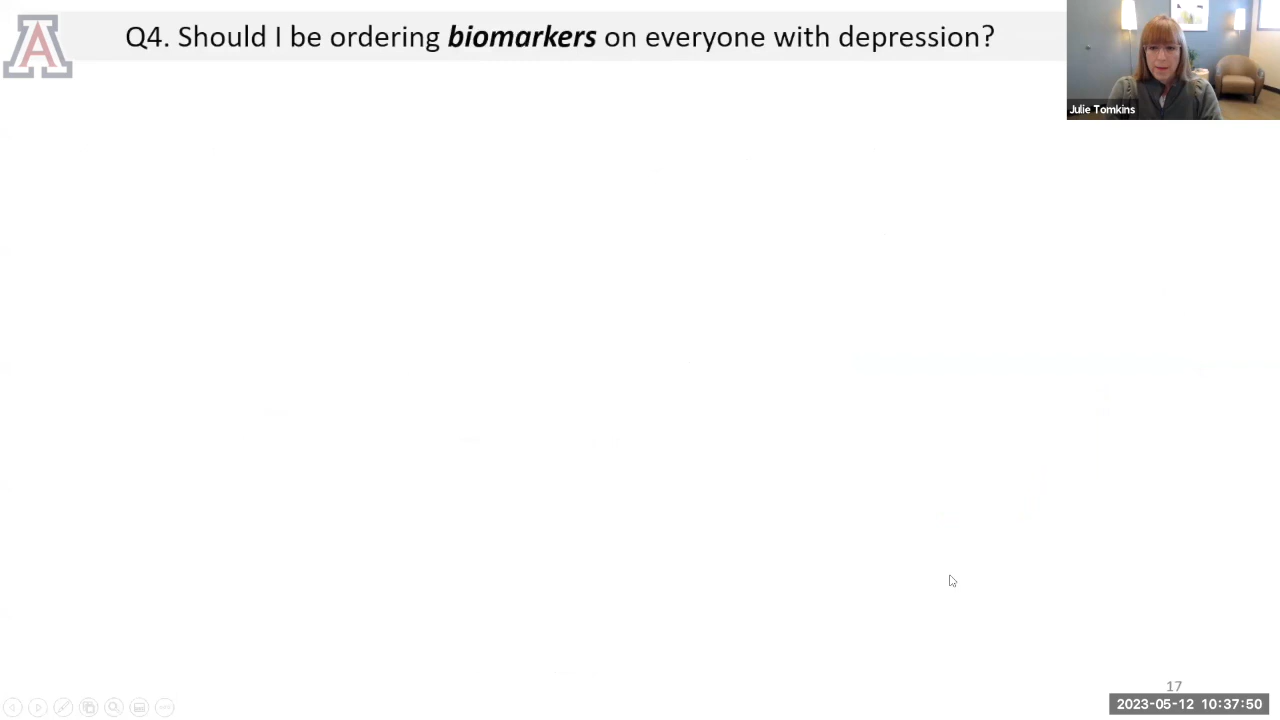 A
Q4. Should I be ordering biomarkers on everyone with depression?
Julie Tomkins
17
2023-05-12 10:37:50